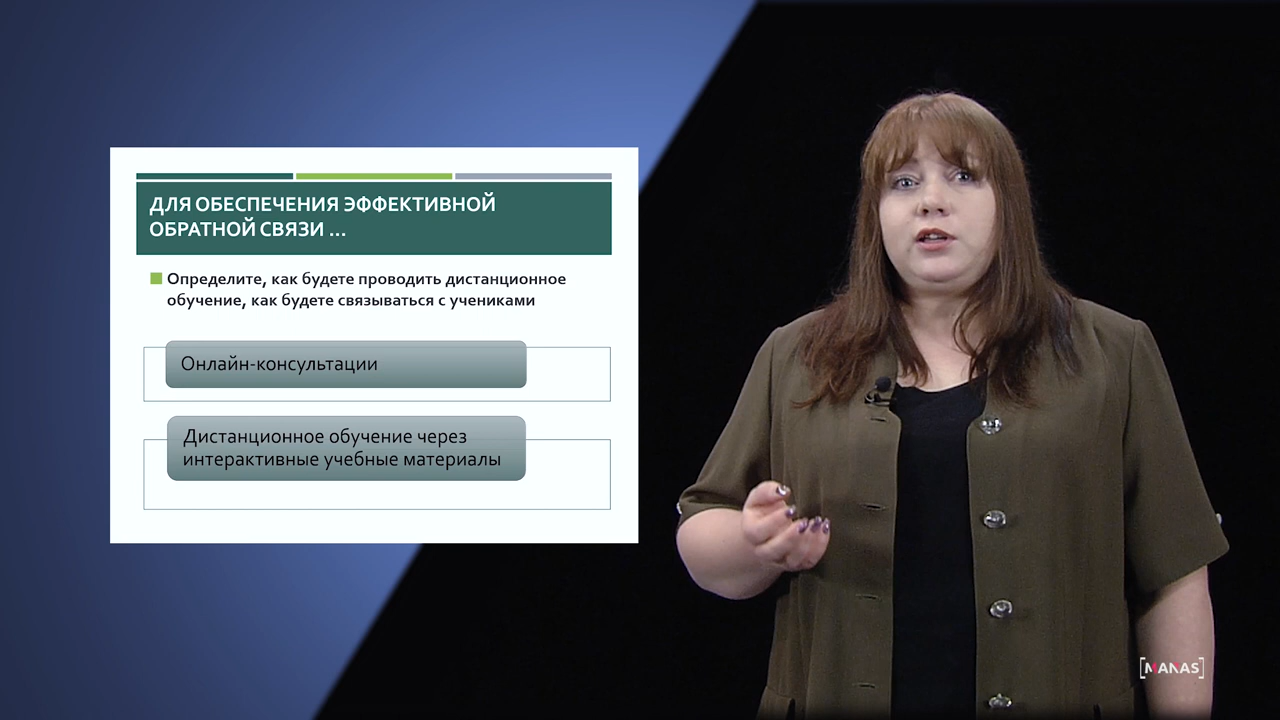 ДЛЯ ОБЕСПЕЧЕНИЯ ЭФФЕКТИВНОЙ
ОБРАТНОЙ СВЯЗИ ...
Определите, как будете проводить дистанционное
обучение, как будете связываться с учениками
Онлайн-консультации
Дистанционное обучение через
интерактивные учебные материалы
[MANAS]